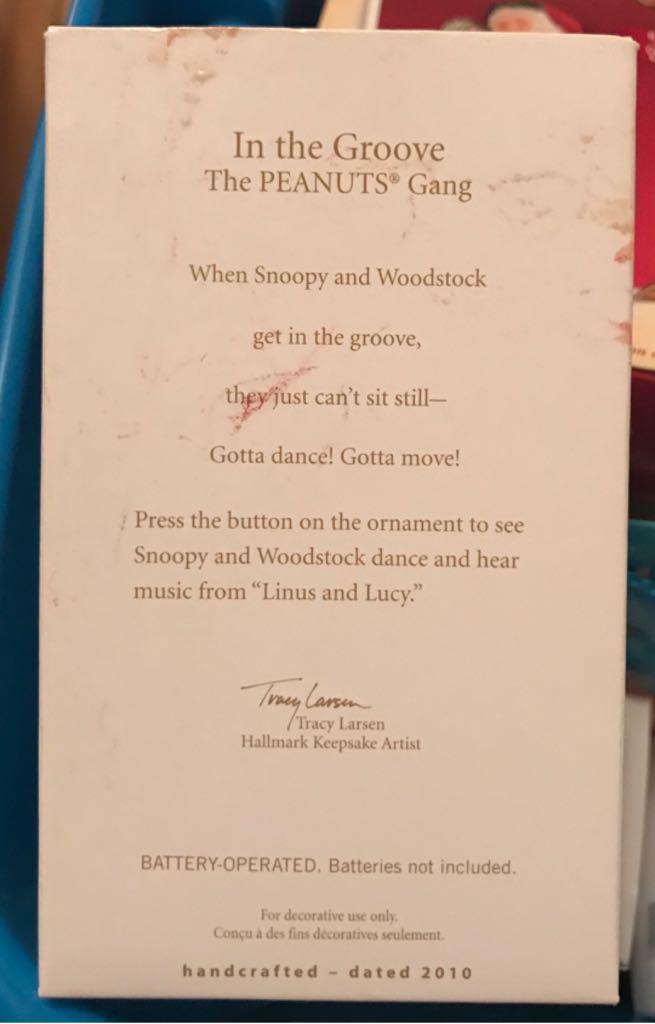 In the Groove
The PEANUTS® Gang
When Snoopy and Woodstock
get in the groove,
they just can't sit still—
Gotta dance! Gotta move!
Press the button on the ornament to see
Snoopy and Woodstock dance and hear
music from “Linus and Lucy.”
Tracy Larsen
Tracy Larsen
Hallmark Keepsake Artist
BATTERY-OPERATED. Batteries not included.
For decorative use only.
Conçu à des fins décoratives seulement.
handcrafted – dated 2010